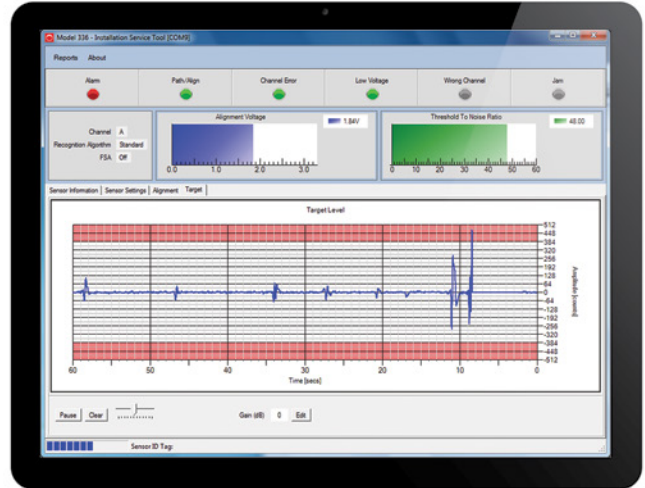 Model 336 - Installation Service Tool [COM9]
Reports About
Alarm Path/Align Channel Error Low Voltage Wrong Channel Jam
Alignment Voltage
1.84V
Threshold To Noise Ratio
48.00
Channel A
Recognition Algorithm Standard
FSA Off
0.0 1.0 2.0 3.0
0 10 20 30 40 50 60
Sensor Information Sensor Settings Alignment Target
Target Level
512
448
384
320
256
192
128
64
0
-64
-128
-192
-256
-320
-384
-448
-512
60 50 40 30 20 10 0
Time [secs]
Pause Clear Gain (dB) 0 Edit
Sensor ID Tag: